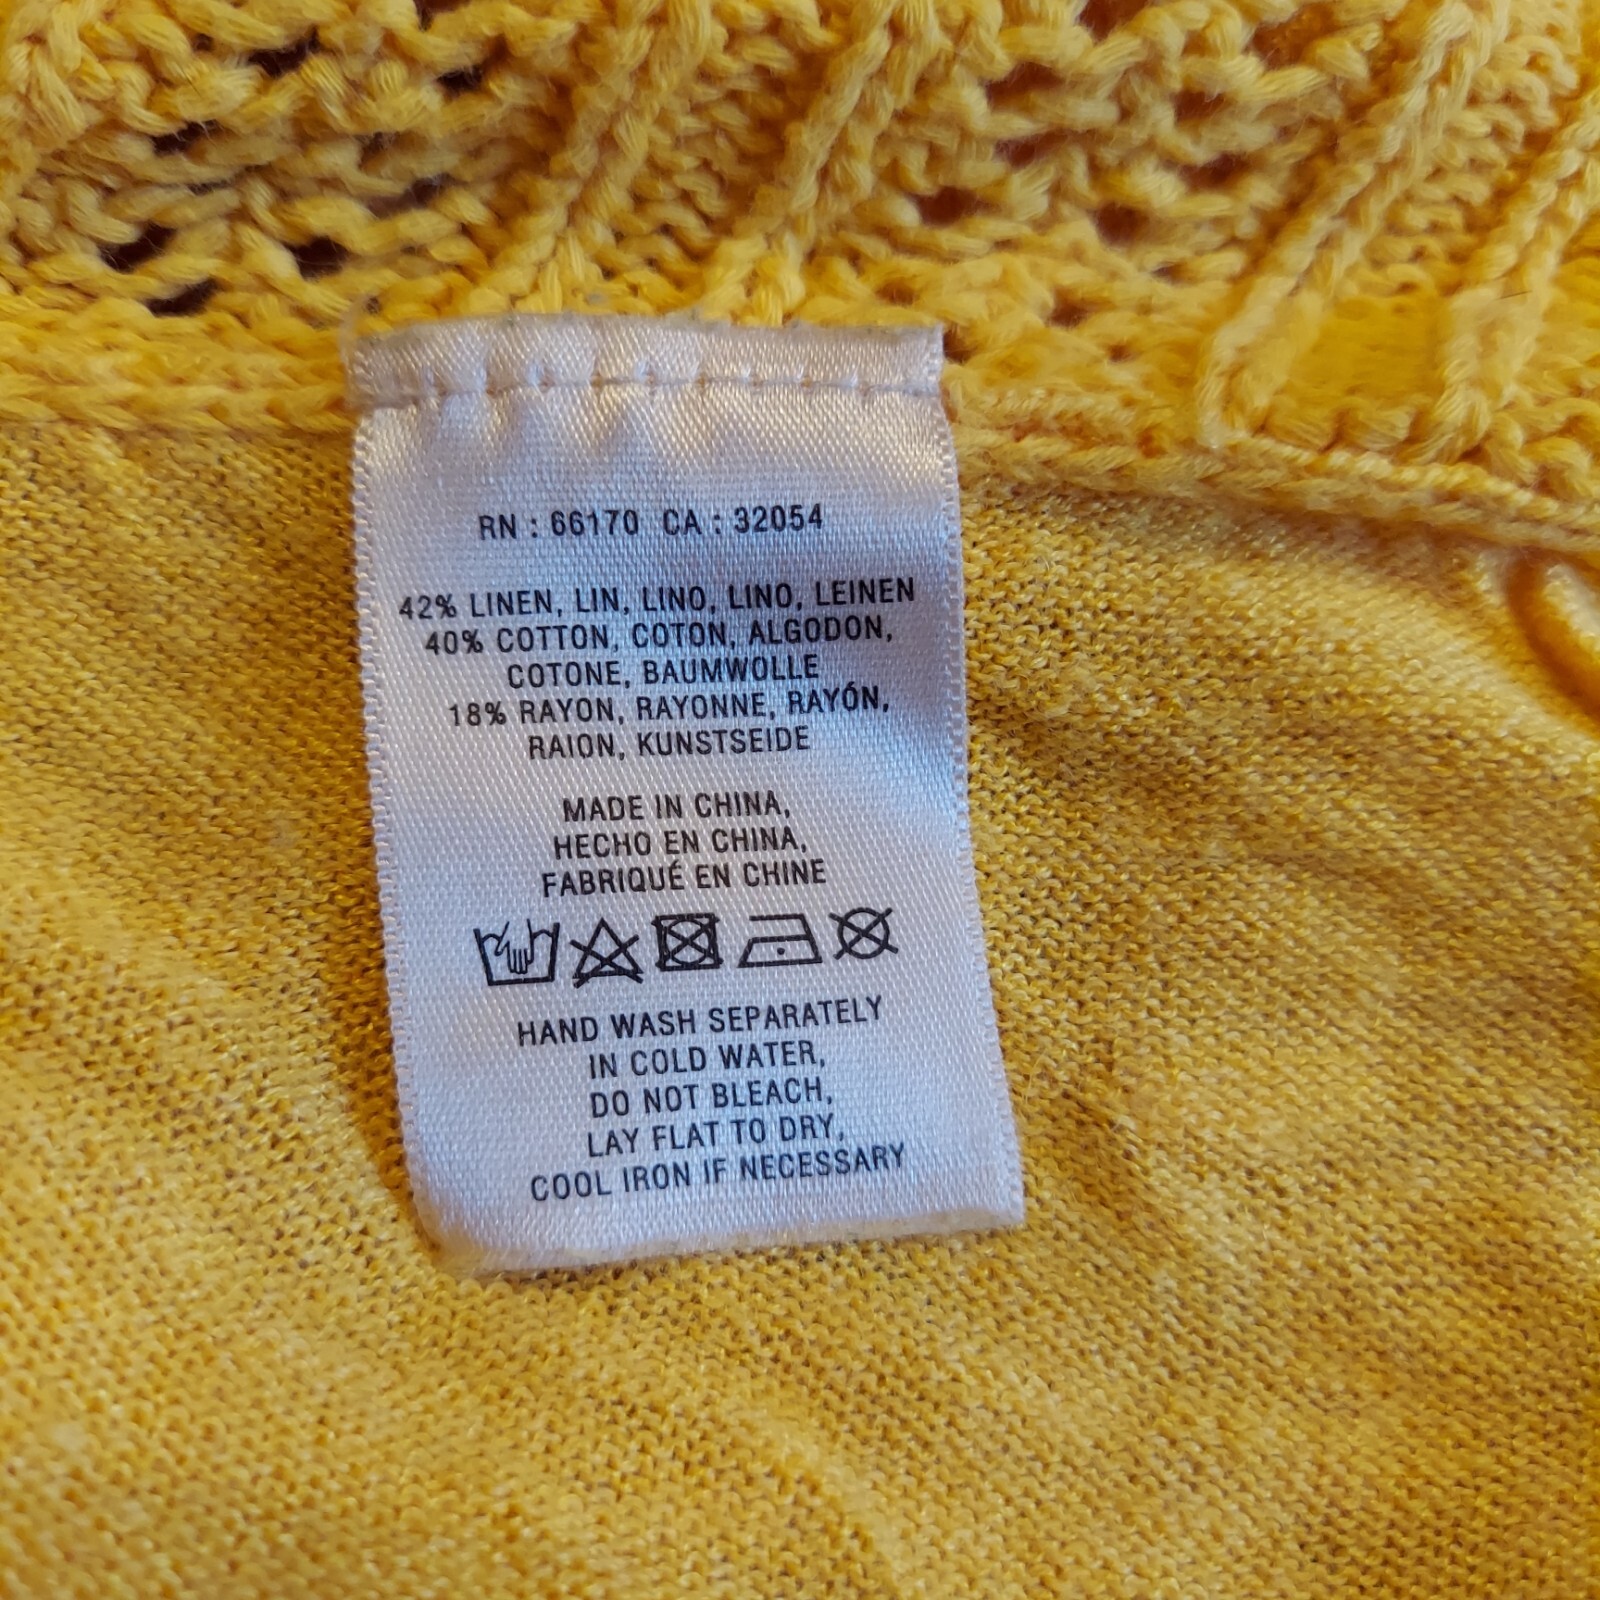 RN : 66170 CA : 32054
42% LINEN, LIN, LINO, LINO, LEINEN
40% COTTON, COTON, ALGODON,
COTONE, BAUMWOLLE
18% RAYON, RAYONNE, RAYÓN,
RAION, KUNSTSEIDE
MADE IN CHINA,
HECHO EN CHINA,
FABRIQUÉ EN CHINE
HAND WASH SEPARATELY
IN COLD WATER,
DO NOT BLEACH,
LAY FLAT TO DRY,
COOL IRON IF NECESSARY